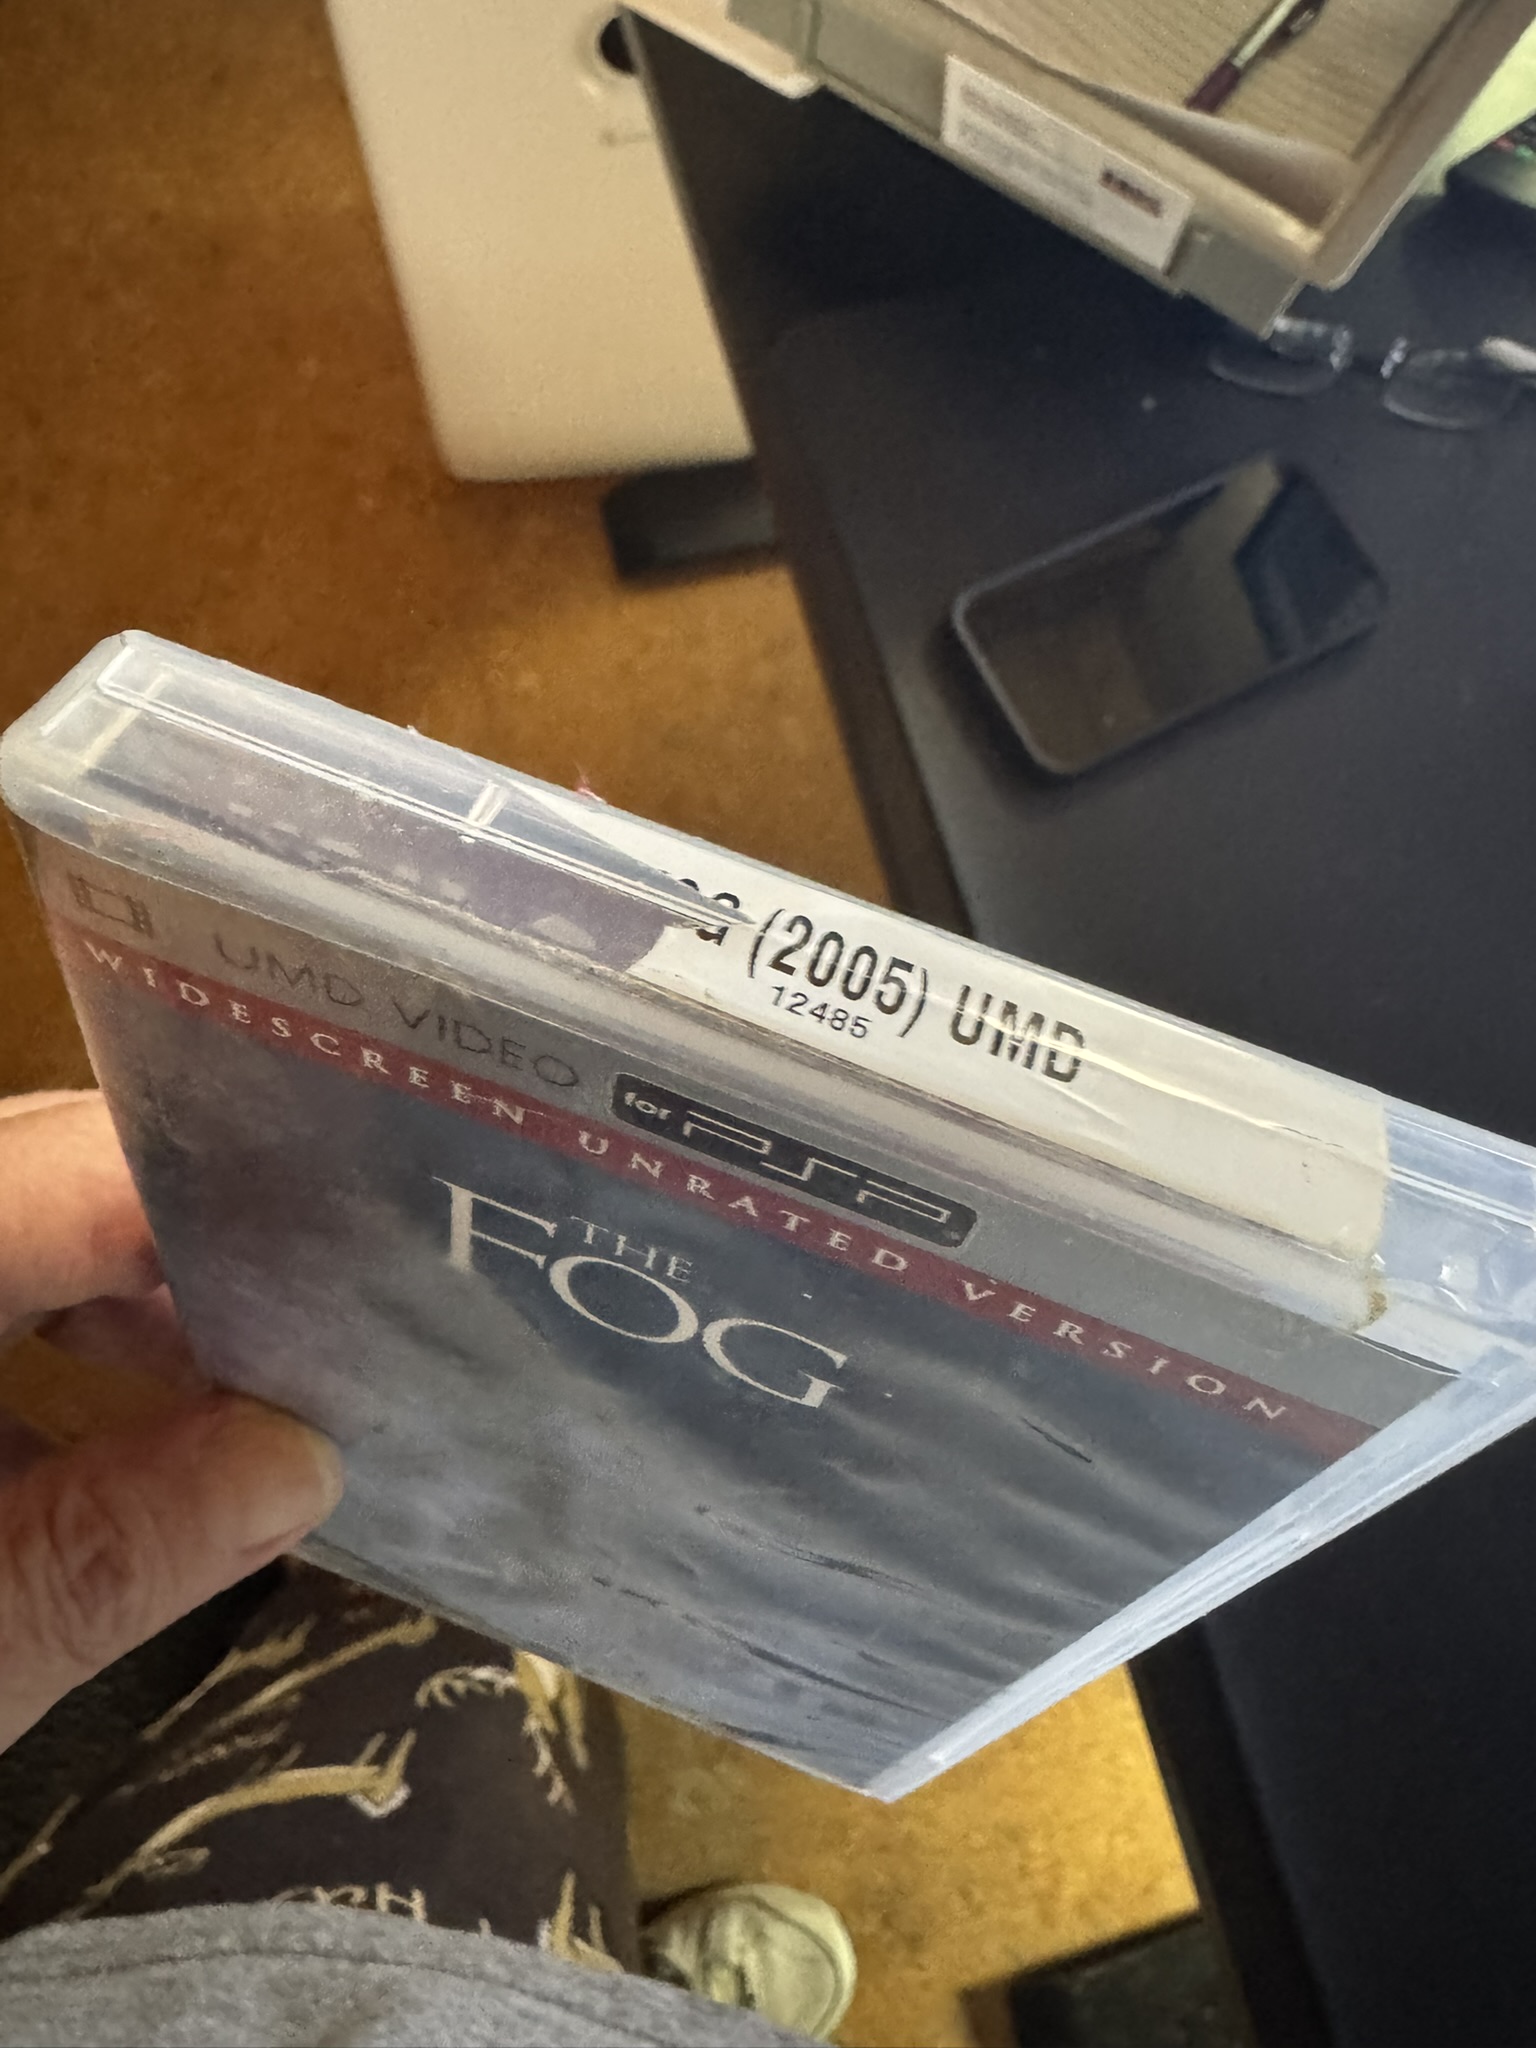 (2005) UMD
12485
UMD VIDEO
for PSP
WIDESCREEN UNRATED VERSION
THE
FOG